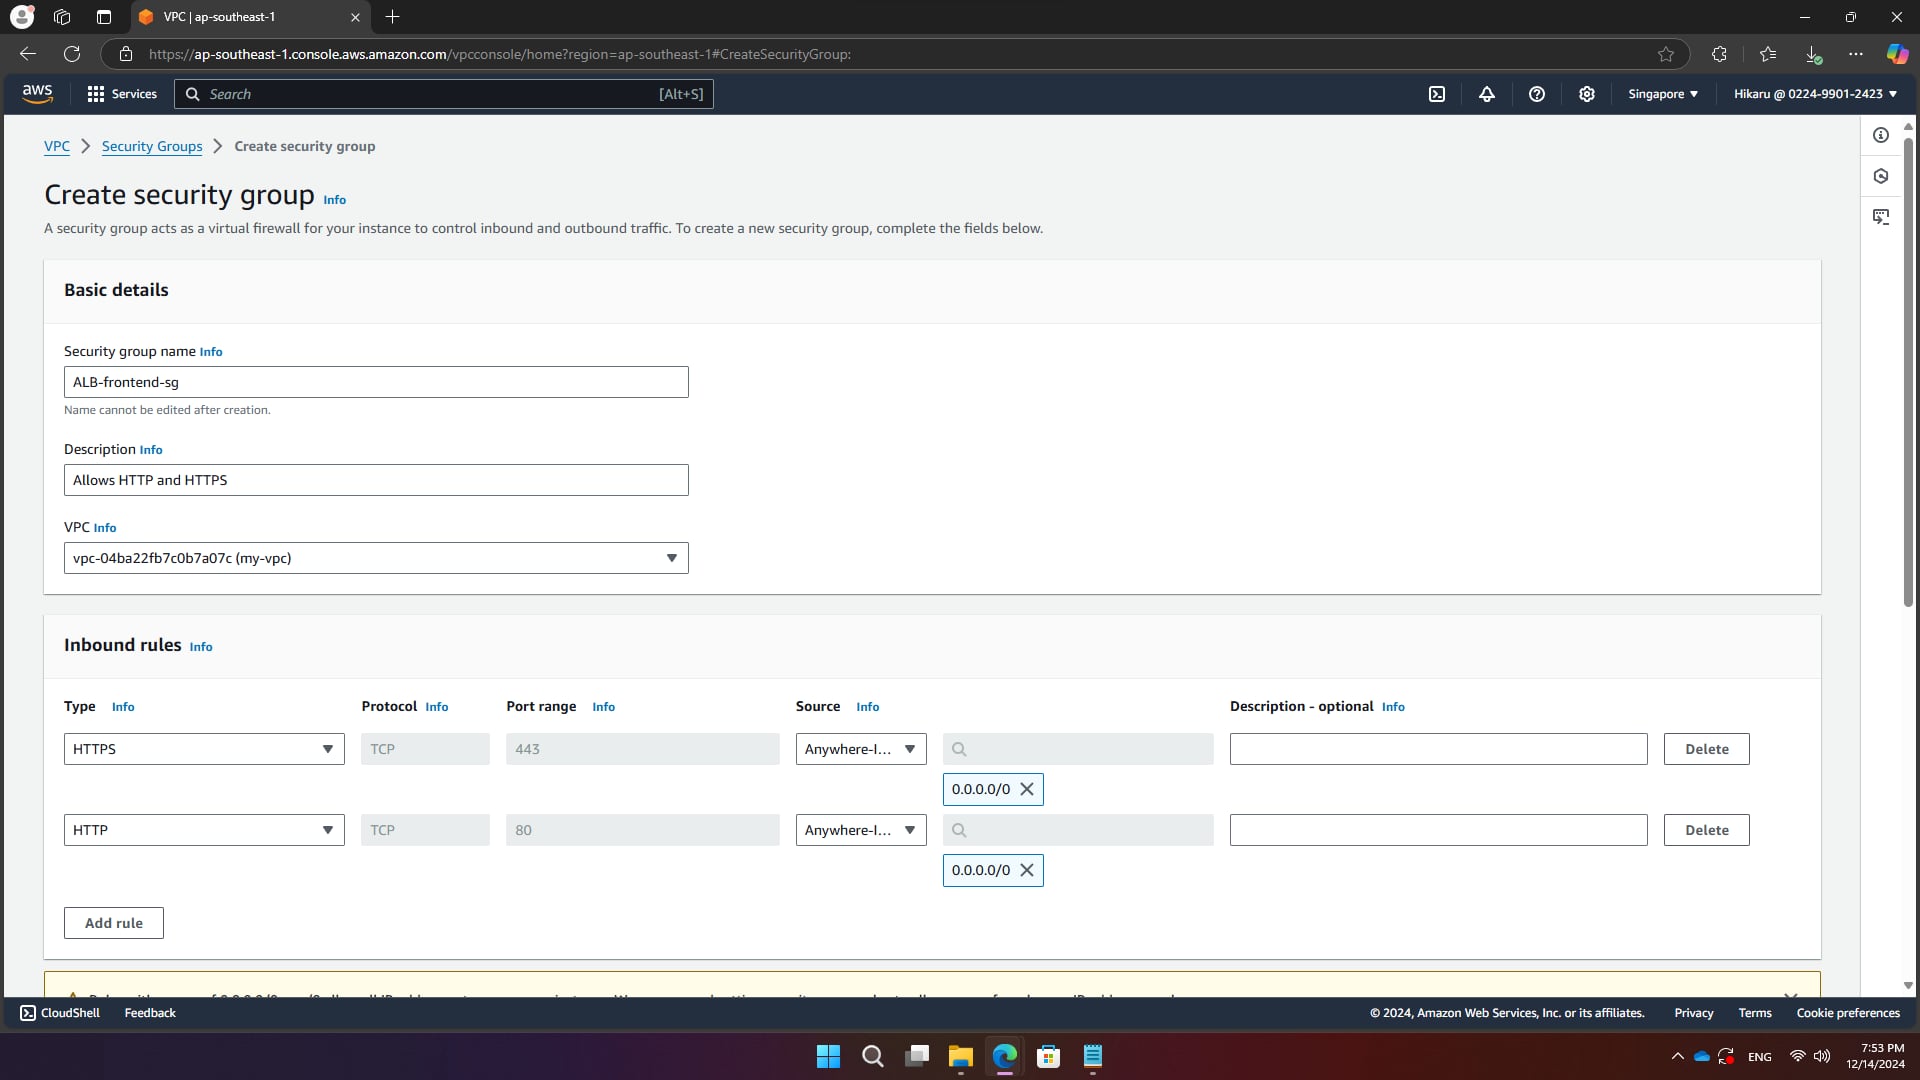 VPC | ap-southeast-1
https://ap-southeast-1.console.aws.amazon.com/vpcconsole/home?region=ap-southeast-1#CreateSecurityGroup:
aws
Services
Search
[Alt+S]
Singapore
Hikaru @ 0224-9901-2423
VPC
Security Groups
Create security group
Create security group Info
A security group acts as a virtual firewall for your instance to control inbound and outbound traffic. To create a new security group, complete the fields below.
Basic details
Security group name Info
ALB-frontend-sg
Name cannot be edited after creation.
Description Info
Allows HTTP and HTTPS
VPC Info
vpc-04ba22fb7c0b7a07c (my-vpc)
Inbound rules Info
Type Info Protocol Info Port range Info Source Info Description - optional Info
HTTPS TCP 443 Anywhere-I... Delete
0.0.0.0/0
HTTP TCP 80 Anywhere-I... Delete
0.0.0.0/0
Add rule
CloudShell Feedback © 2024, Amazon Web Services, Inc. or its affiliates. Privacy Terms Cookie preferences
ENG
7:53 PM
12/14/2024